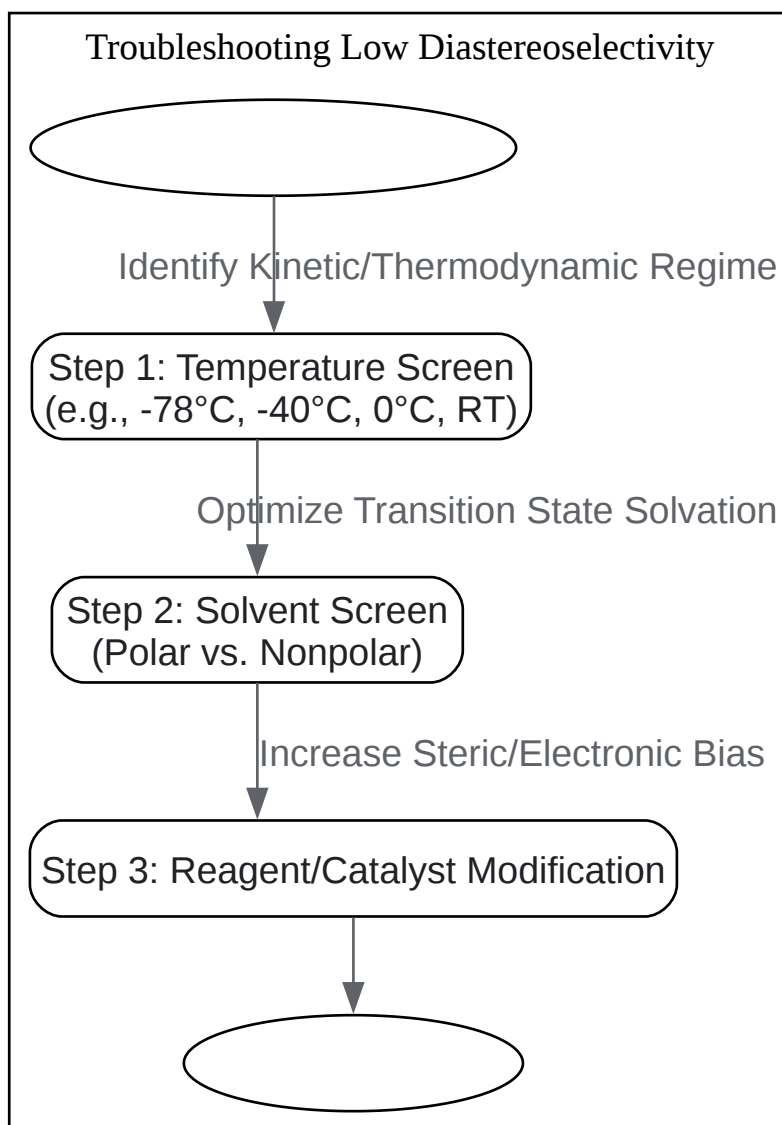 Troubleshooting Low Diastereoselectivity
Identify Kinetic/Thermodynamic Regime
Step 1: Temperature Screen
(e.g., -78°C, -40°C, 0°C, RT)
Optimize Transition State Solvation
Step 2: Solvent Screen
(Polar vs. Nonpolar)
Increase Steric/Electronic Bias
Step 3: Reagent/Catalyst Modification